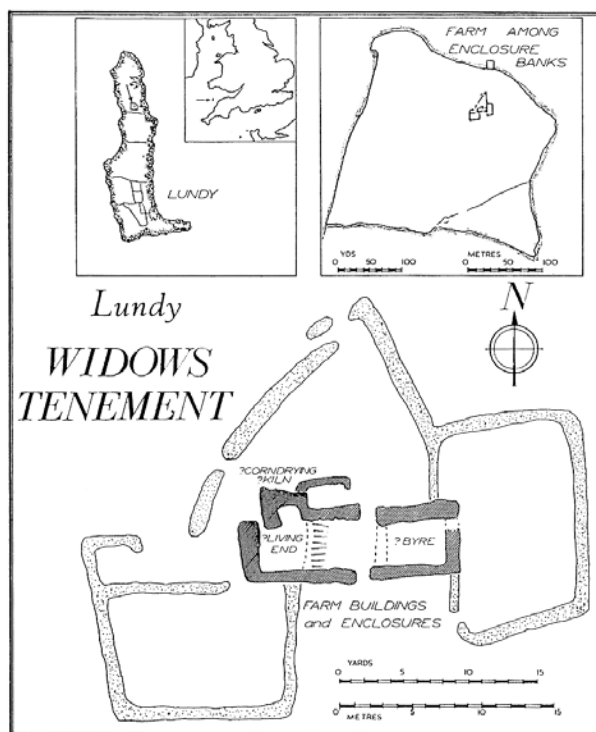 LUNDY
FARM AMONG
ENCLOSURE
BANKS
YDS
0 50 100
METRES
0 50 100
Lundy
WIDOWS
TENEMENT
N
?CORNDRYING
?KILN
?LIVING
END
?BYRE
FARM BUILDINGS
and ENCLOSURES
YARDS
0 5 10 15
METRES
0 5 10 15